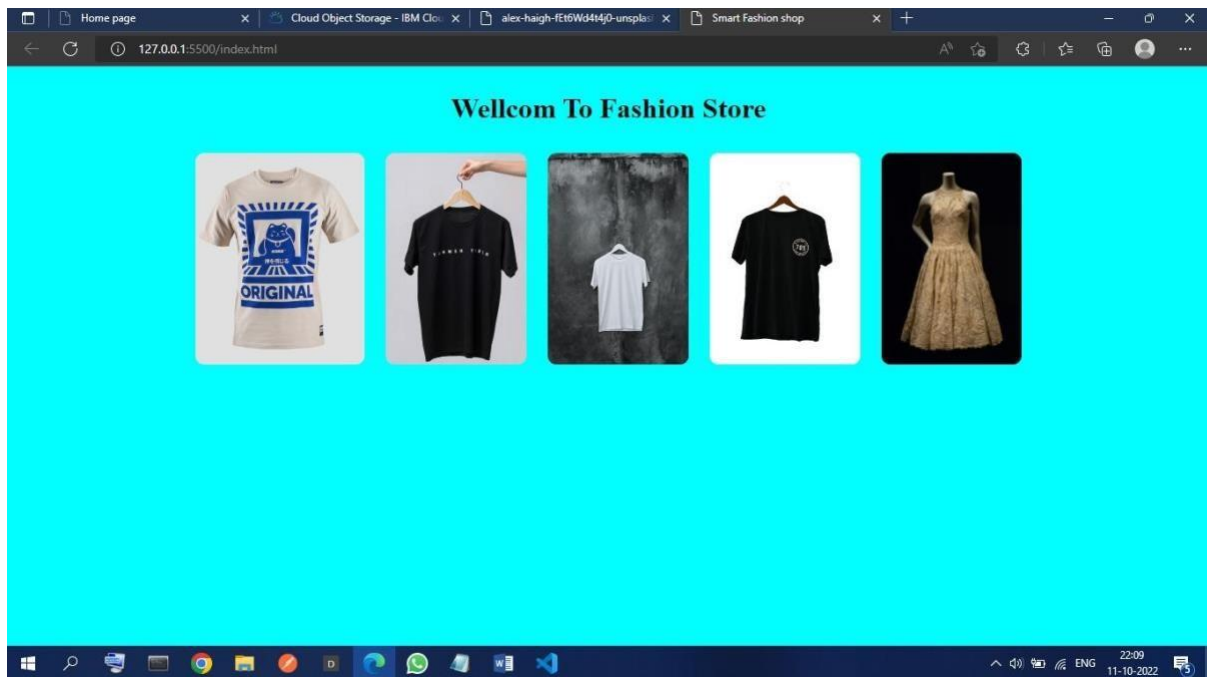 Home page
Cloud Object Storage - IBM Clou
alex-haigh-fEt6Wd4t4j0-unsplas
Smart Fashion shop
127.0.0.1:5500/index.html
Wellcom To Fashion Store
ORIGINAL
ENG
22:09
11-10-2022
5